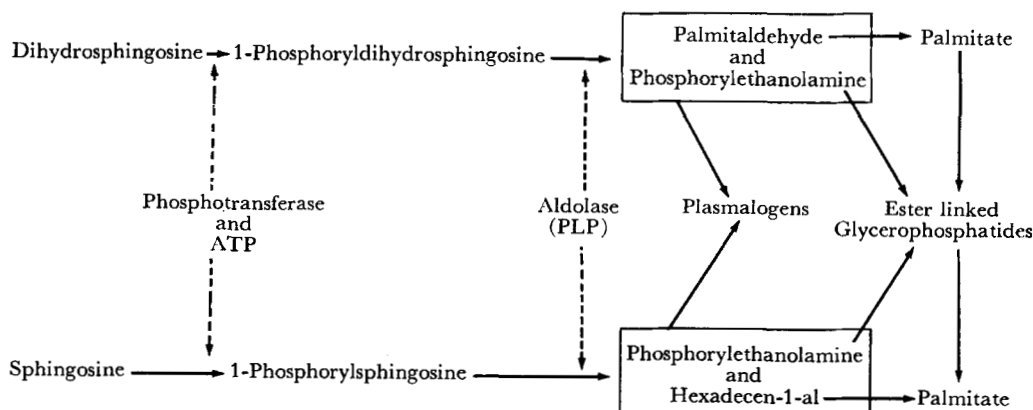 Dihydrosphingosine
1-Phosphoryldihydrosphingosine
Palmitaldehyde
and
Phosphorylethanolamine
Palmitate
Phosphotransferase
and
ATP
Aldolase
(PLP)
Plasmalogens
Ester linked
Glycerophosphatides
Sphingosine
1-Phosphorylsphingosine
Phosphorylethanolamine
and
Hexadecen-1-al
Palmitate